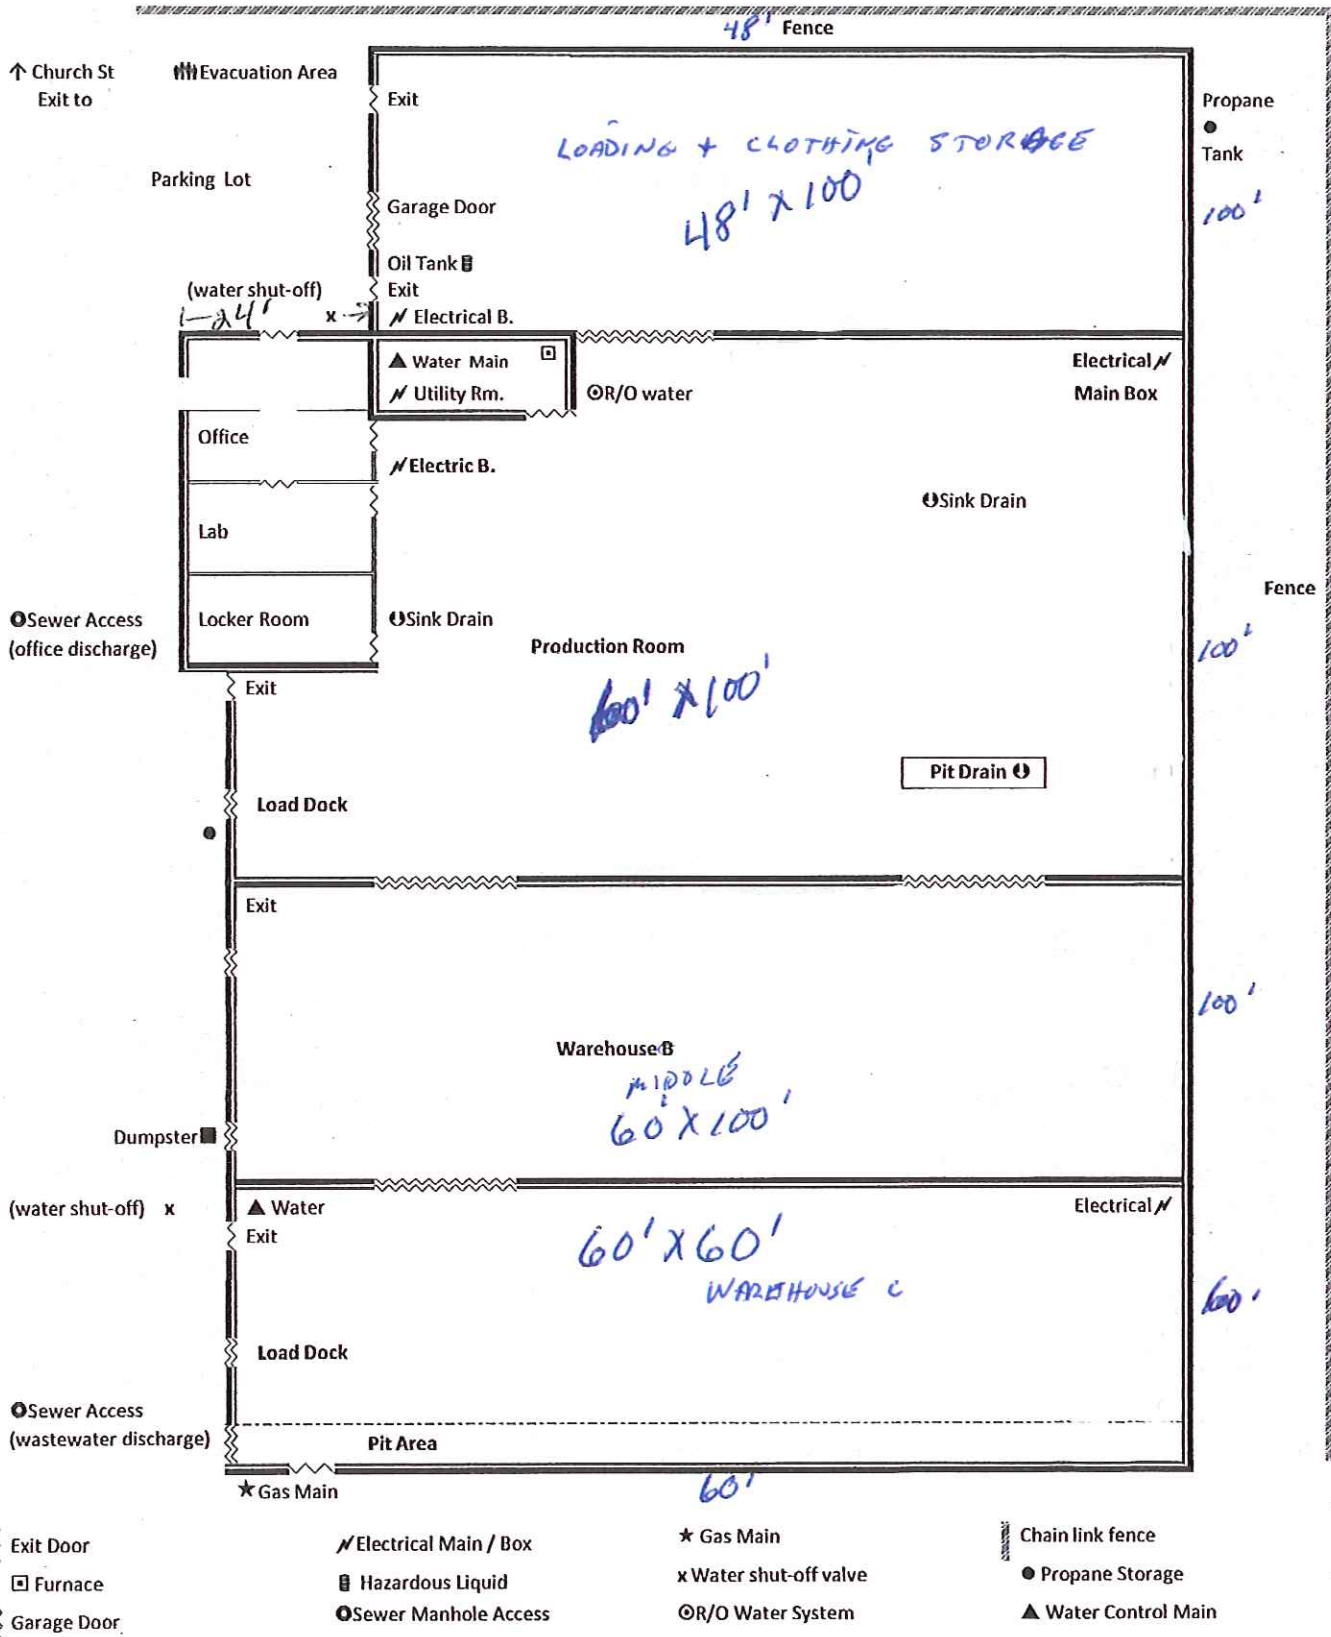 48' Fence
↑ Church St
Exit to
Evacuation Area
Exit
Propane
Tank
LOADING + CLOTHING STORAGE
Parking Lot
48' X 100'
Garage Door
100'
Oil Tank
(water shut-off)
Exit
24'
x
Electrical B.
Water Main
Utility Rm.
R/O water
Electrical
Main Box
Office
Electric B.
Sink Drain
Lab
Fence
Sewer Access
(office discharge)
Locker Room
Sink Drain
Production Room
100'
Exit
60' X 100'
Pit Drain
Load Dock
Exit
100'
Warehouse B
MIDDLE
60' X 100'
Dumpster
(water shut-off) x
Water
Electrical
Exit
60' X 60'
WAREHOUSE C
60'
Load Dock
Sewer Access
(wastewater discharge)
Pit Area
60'
Gas Main
Exit Door
Electrical Main / Box
Gas Main
Chain link fence
Furnace
Hazardous Liquid
x Water shut-off valve
Propane Storage
Garage Door
Sewer Manhole Access
R/O Water System
Water Control Main